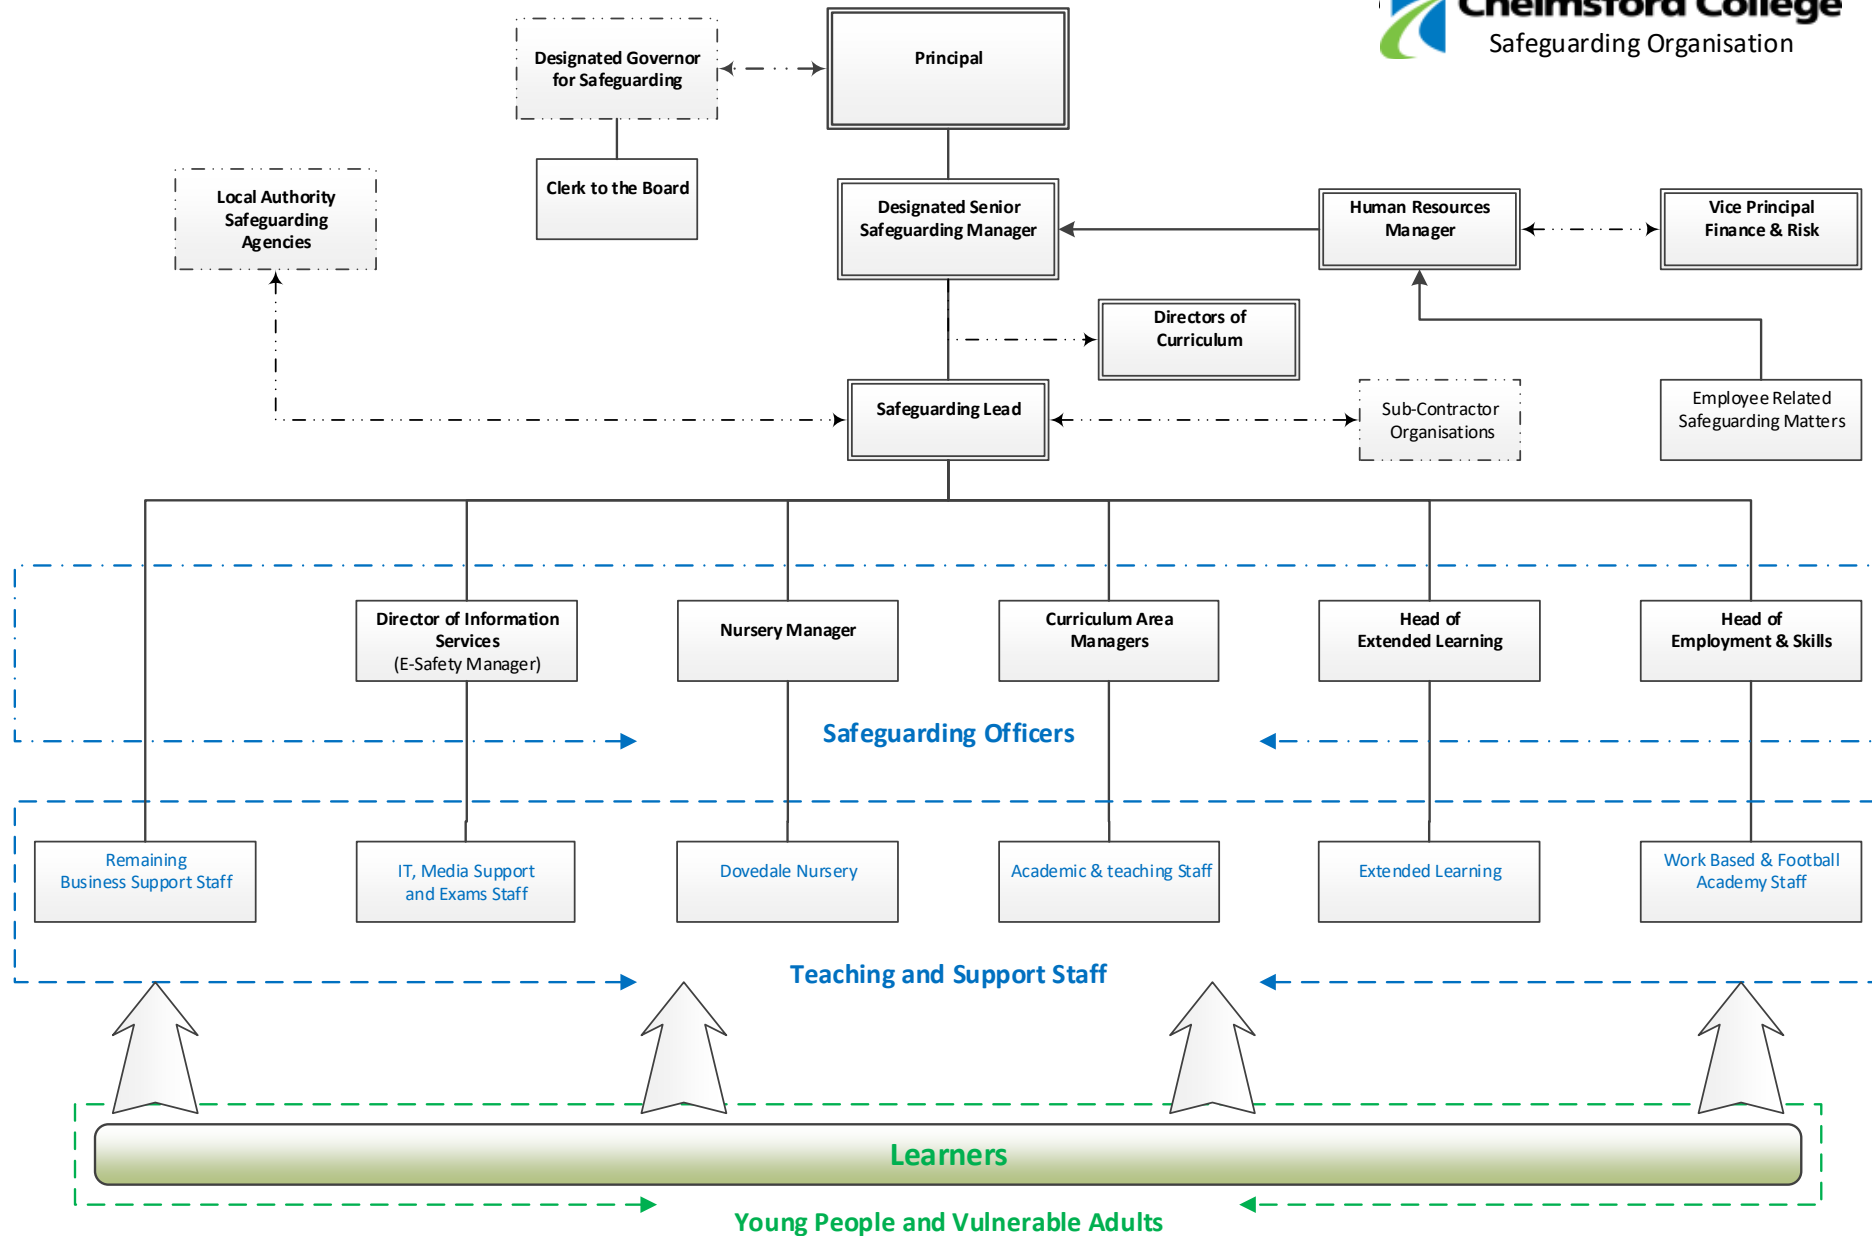 Chelmsford College
Safeguarding Organisation
Designated Governor
for Safeguarding
Principal
Clerk to the Board
Local Authority
Safeguarding
Agencies
Designated Senior
Safeguarding Manager
Human Resources
Manager
Vice Principal
Finance & Risk
Directors of
Curriculum
Safeguarding Lead
Sub-Contractor
Organisations
Employee Related
Safeguarding Matters
Director of Information
Services
(E-Safety Manager)
Nursery Manager
Curriculum Area
Managers
Head of
Extended Learning
Head of
Employment & Skills
Safeguarding Officers
Remaining
Business Support Staff
IT, Media Support
and Exams Staff
Dovedale Nursery
Academic & teaching Staff
Extended Learning
Work Based & Football
Academy Staff
Teaching and Support Staff
Learners
Young People and Vulnerable Adults